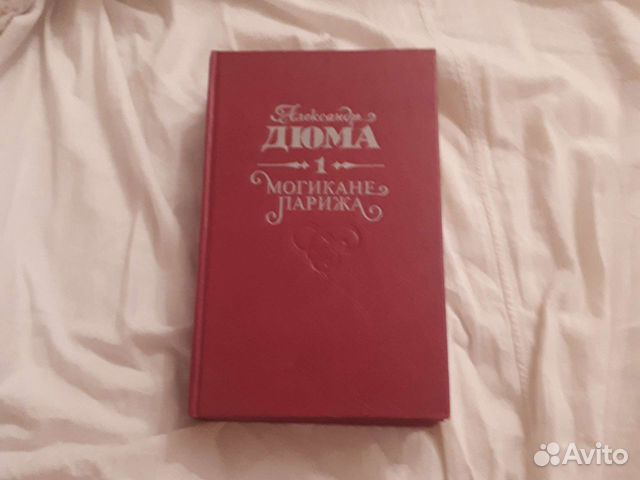 Александр
ДЮМА
1
МОГИКАНЕ
ПАРИЖА
Avito